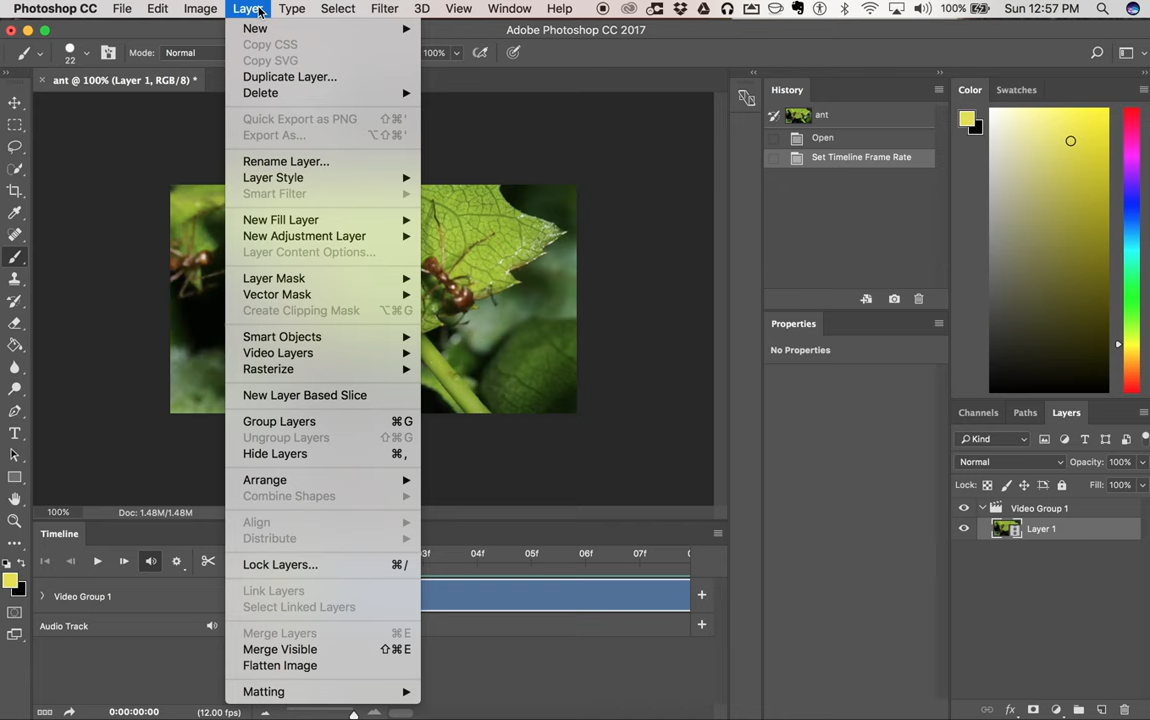 Photoshop CC File Edit Image Layer Type Select Filter 3D View Window Help 100% Sun 12:57 PM
Adobe Photoshop CC 2017
22 Mode: Normal 100%
ant @ 100% (Layer 1, RGB/8) *
New
Copy CSS
Copy SVG
Duplicate Layer...
Delete
Quick Export as PNG ⇧⌘'
Export As... ⌥⇧⌘'
Rename Layer...
Layer Style
Smart Filter
New Fill Layer
New Adjustment Layer
Layer Content Options...
Layer Mask
Vector Mask
Create Clipping Mask ⌥⌘G
Smart Objects
Video Layers
Rasterize
New Layer Based Slice
Group Layers ⌘G
Ungroup Layers ⇧⌘G
Hide Layers ⌘,
Arrange
Combine Shapes
Align
Distribute
Lock Layers... ⌘/
Link Layers
Select Linked Layers
Merge Layers ⌘E
Merge Visible ⇧⌘E
Flatten Image
Matting
History
ant
Open
Set Timeline Frame Rate
Properties
No Properties
Color Swatches
Channels Paths Layers
Kind
Normal Opacity: 100%
Lock: Fill: 100%
Video Group 1
Layer 1
100% Doc: 1.48M/1.48M
Timeline
03f 04f 05f 06f 07f
Video Group 1
Audio Track
0:00:00:00 (12.00 fps)